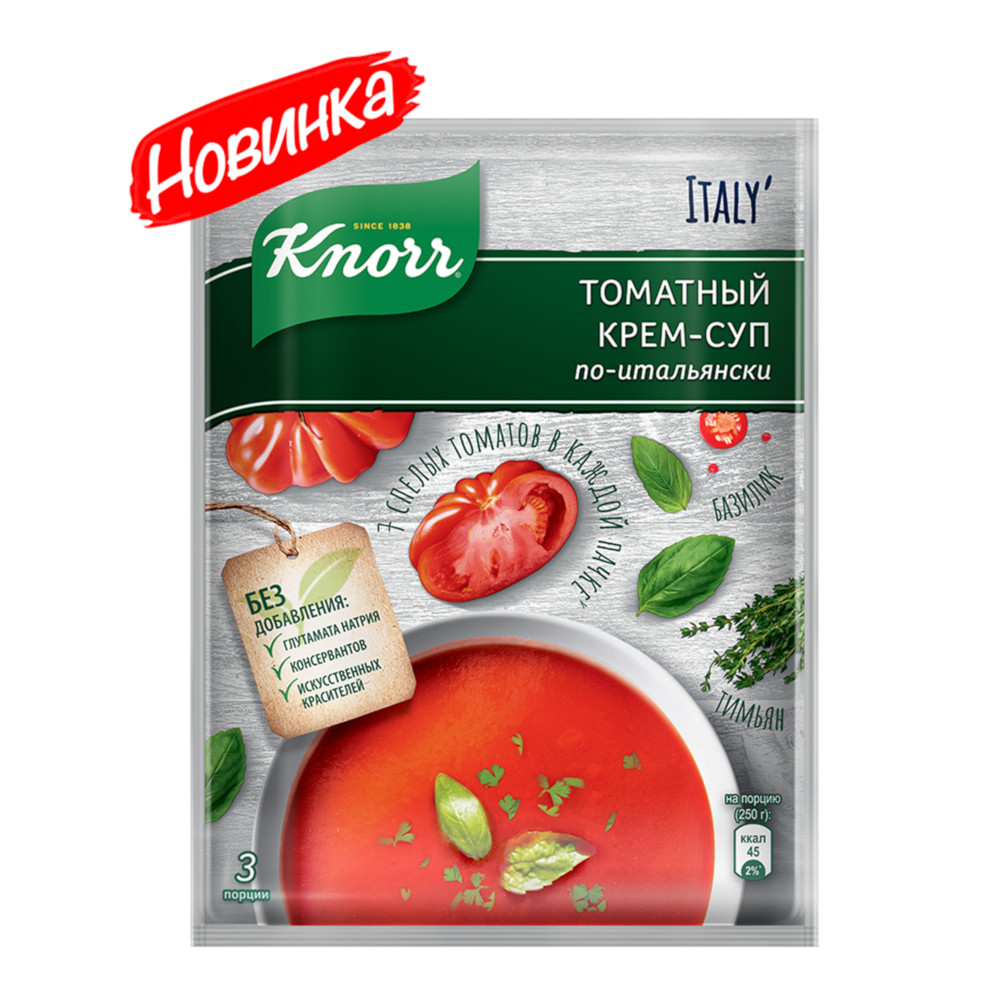 Новинка
Italy'
SINCE 1838
Knorr®
ТОМАТНЫЙ
КРЕМ-СУП
по-итальянски
7 СПЕЛЫХ ТОМАТОВ В КАЖДОЙ ПАЧКЕ
БАЗИЛИК
БЕЗ
ДОБАВЛЕНИЯ:
ГЛУТАМАТА НАТРИЯ
КОНСЕРВАНТОВ
ИСКУССТВЕННЫХ
КРАСИТЕЛЕЙ
ТИМЬЯН
на порцию
(250 г):
ккал
45
2%*
3
порции